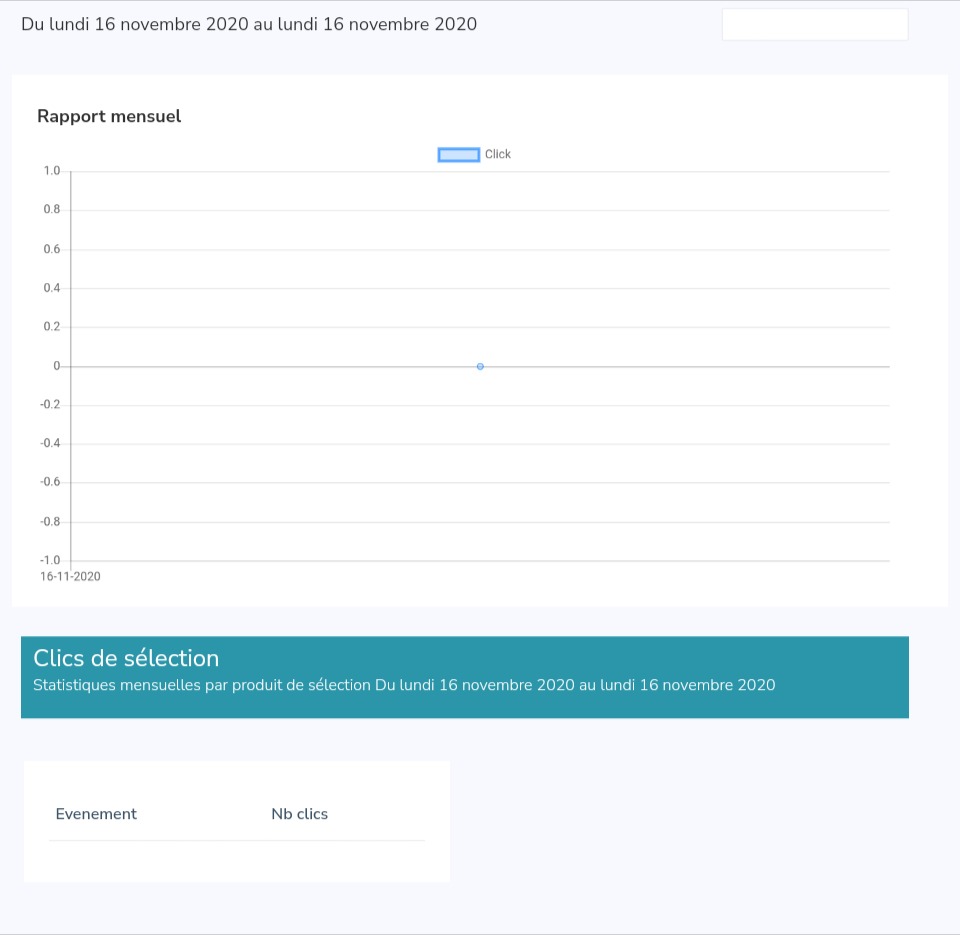 Du lundi 16 novembre 2020 au lundi 16 novembre 2020
Rapport mensuel
Click
1.0
0.8
0.6
0.4
0.2
0
-0.2
-0.4
-0.6
-0.8
-1.0
16-11-2020
Clics de sélection
Statistiques mensuelles par produit de sélection Du lundi 16 novembre 2020 au lundi 16 novembre 2020
Evenement Nb clics